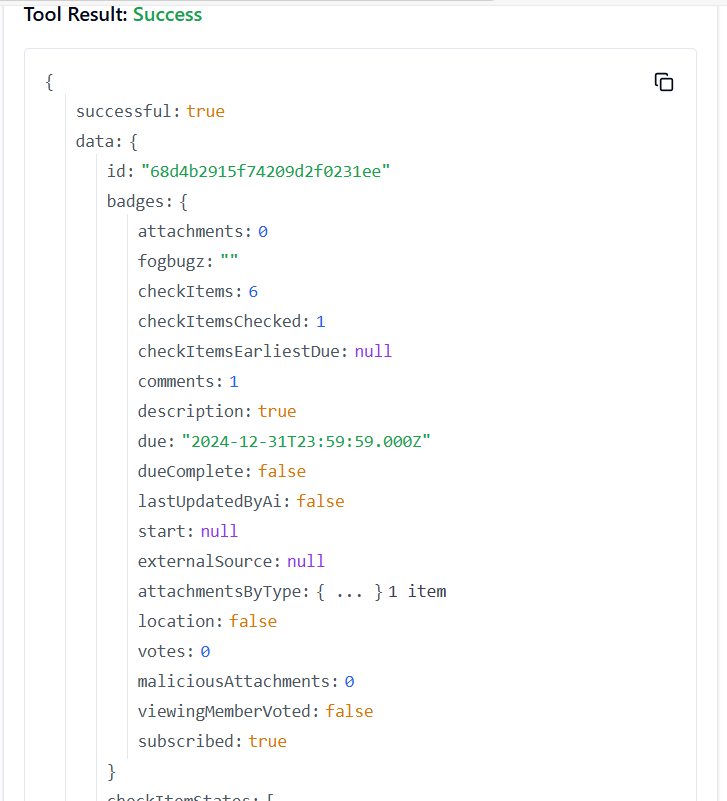 Tool Result: Success
{
successful: true
data: {
id: "68d4b2915f74209d2f0231ee"
badges: {
attachments: 0
fogbugz: ""
checkItems: 6
checkItemsChecked: 1
checkItemsEarliestDue: null
comments: 1
description: true
due: "2024-12-31T23:59:59.000Z"
dueComplete: false
lastUpdatedByAi: false
start: null
externalSource: null
attachmentsByType: { ... } 1 item
location: false
votes: 0
maliciousAttachments: 0
viewingMemberVoted: false
subscribed: true
}
checkItemStates: [